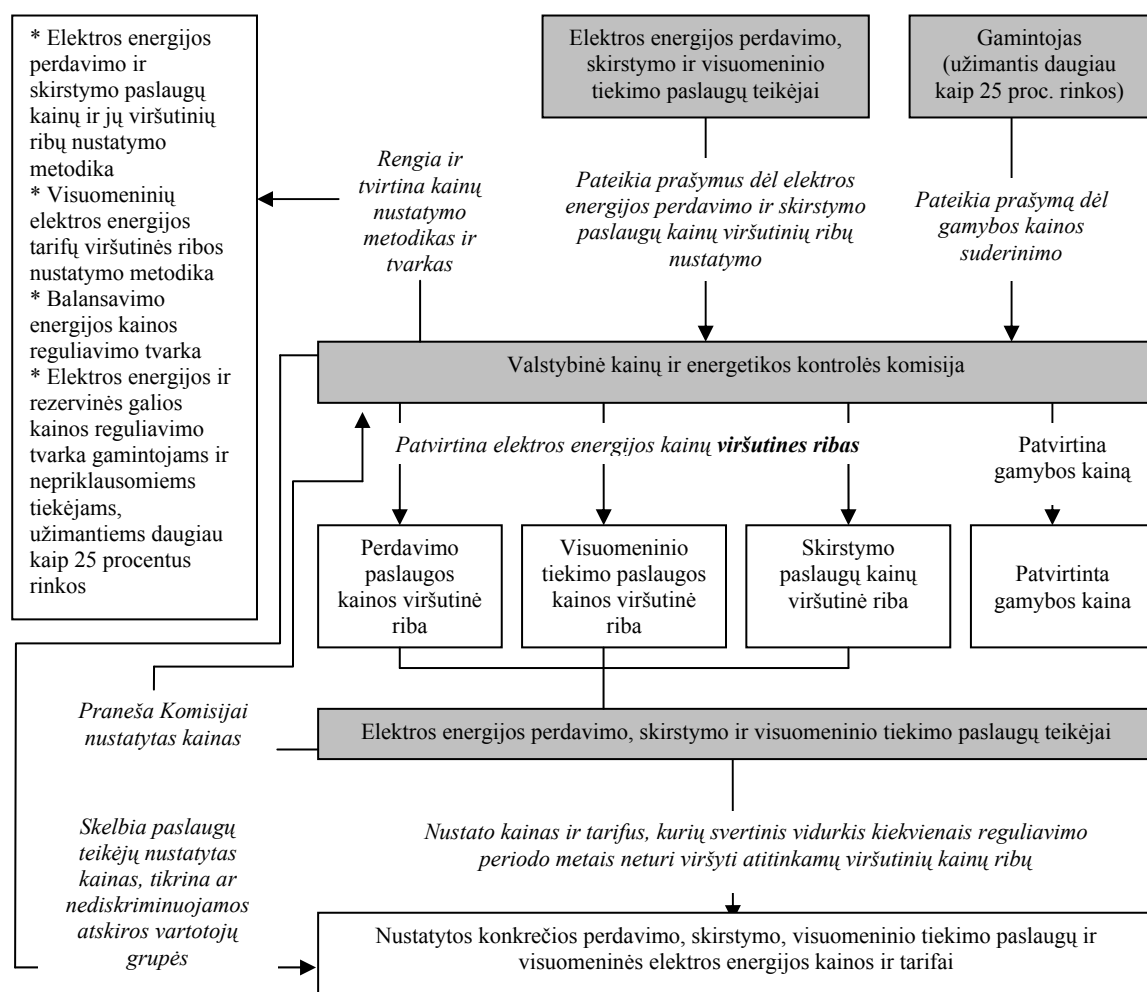 * Elektros energijos
perdavimo ir
skirstymo paslaugų
kainų ir jų viršutinių
ribų nustatymo
metodika
* Visuomeninių
elektros energijos
tarifų viršutinės ribos
nustatymo metodika
* Balansavimo
energijos kainos
reguliavimo tvarka
* Elektros energijos ir
rezervinės galios
kainos reguliavimo
tvarka gamintojams ir
nepriklausomiems
tiekėjams,
užimantiems daugiau
kaip 25 procentus
rinkos
Elektros energijos perdavimo,
skirstymo ir visuomeninio
tiekimo paslaugų teikėjai
Gamintojas
(užimantis daugiau
kaip 25 proc. rinkos)
Rengia ir
tvirtina kainų
nustatymo
metodikas ir
tvarkas
Pateikia prašymus dėl elektros
energijos perdavimo ir skirstymo
paslaugų kainų viršutinių ribų
nustatymo
Pateikia prašymą dėl
gamybos kainos
suderinimo
Valstybinė kainų ir energetikos kontrolės komisija
Patvirtina elektros energijos kainų viršutines ribas
Patvirtina
gamybos kainą
Perdavimo
paslaugos
kainos viršutinė
riba
Visuomeninio
tiekimo paslaugos
kainos viršutinė
riba
Skirstymo
paslaugų kainų
viršutinė riba
Patvirtinta
gamybos kaina
Praneša Komisijai
nustatytas kainas
Elektros energijos perdavimo, skirstymo ir visuomeninio tiekimo paslaugų teikėjai
Skelbia paslaugų
teikėjų nustatytas
kainas, tikrina ar
nediskriminuojamos
atskiros vartotojų
grupės
Nustato kainas ir tarifus, kurių svertinis vidurkis kiekvienais reguliavimo
periodo metais neturi viršyti atitinkamų viršutinių kainų ribų
Nustatytos konkrečios perdavimo, skirstymo, visuomeninio tiekimo paslaugų ir
visuomeninės elektros energijos kainos ir tarifai